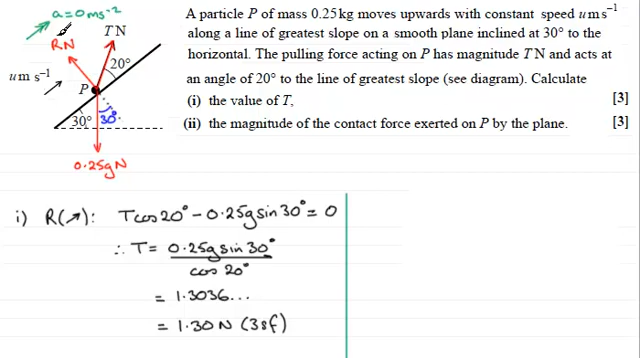 a = 0 ms⁻²
RN
TN
20°
u m s⁻¹
P
30°
30°
0.25g N
A particle P of mass 0.25 kg moves upwards with constant speed u m s⁻¹
along a line of greatest slope on a smooth plane inclined at 30° to the
horizontal. The pulling force acting on P has magnitude T N and acts at
an angle of 20° to the line of greatest slope (see diagram). Calculate
(i) the value of T, [3]
(ii) the magnitude of the contact force exerted on P by the plane. [3]
i) R(↗): Tcos20° - 0.25g sin30° = 0
∴ T = 0.25g sin 30°
cos 20°
= 1.3036...
= 1.30 N (3sf)